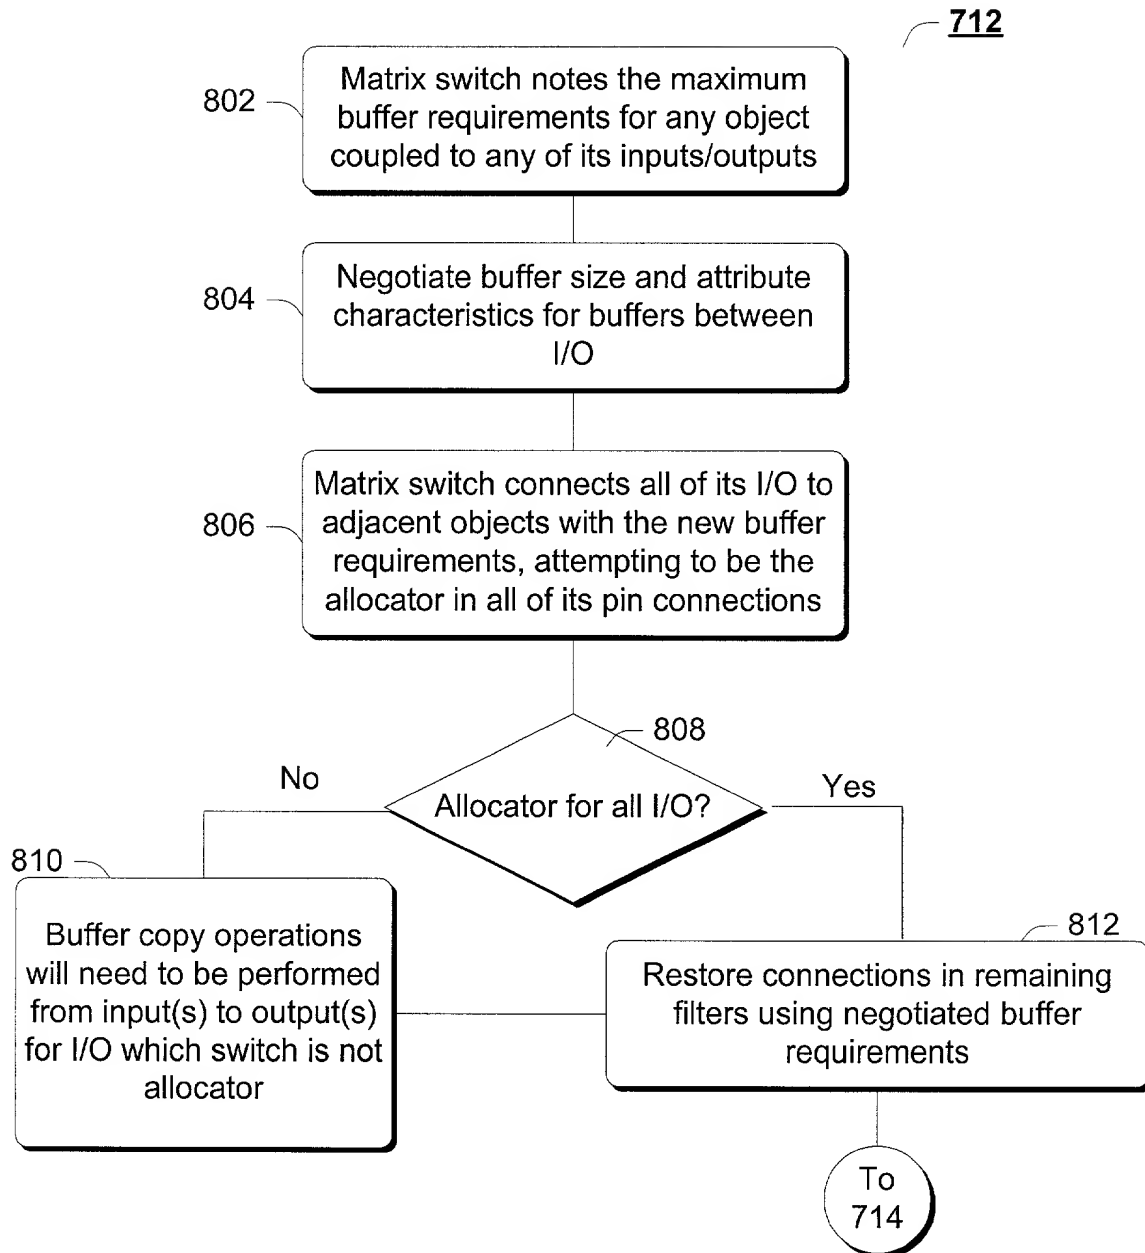 712
802
Matrix switch notes the maximum
buffer requirements for any object
coupled to any of its inputs/outputs
804
Negotiate buffer size and attribute
characteristics for buffers between
I/O
806
Matrix switch connects all of its I/O to
adjacent objects with the new buffer
requirements, attempting to be the
allocator in all of its pin connections
808
Allocator for all I/O?
No
Yes
810
Buffer copy operations
will need to be performed
from input(s) to output(s)
for I/O which switch is not
allocator
812
Restore connections in remaining
filters using negotiated buffer
requirements
To
714